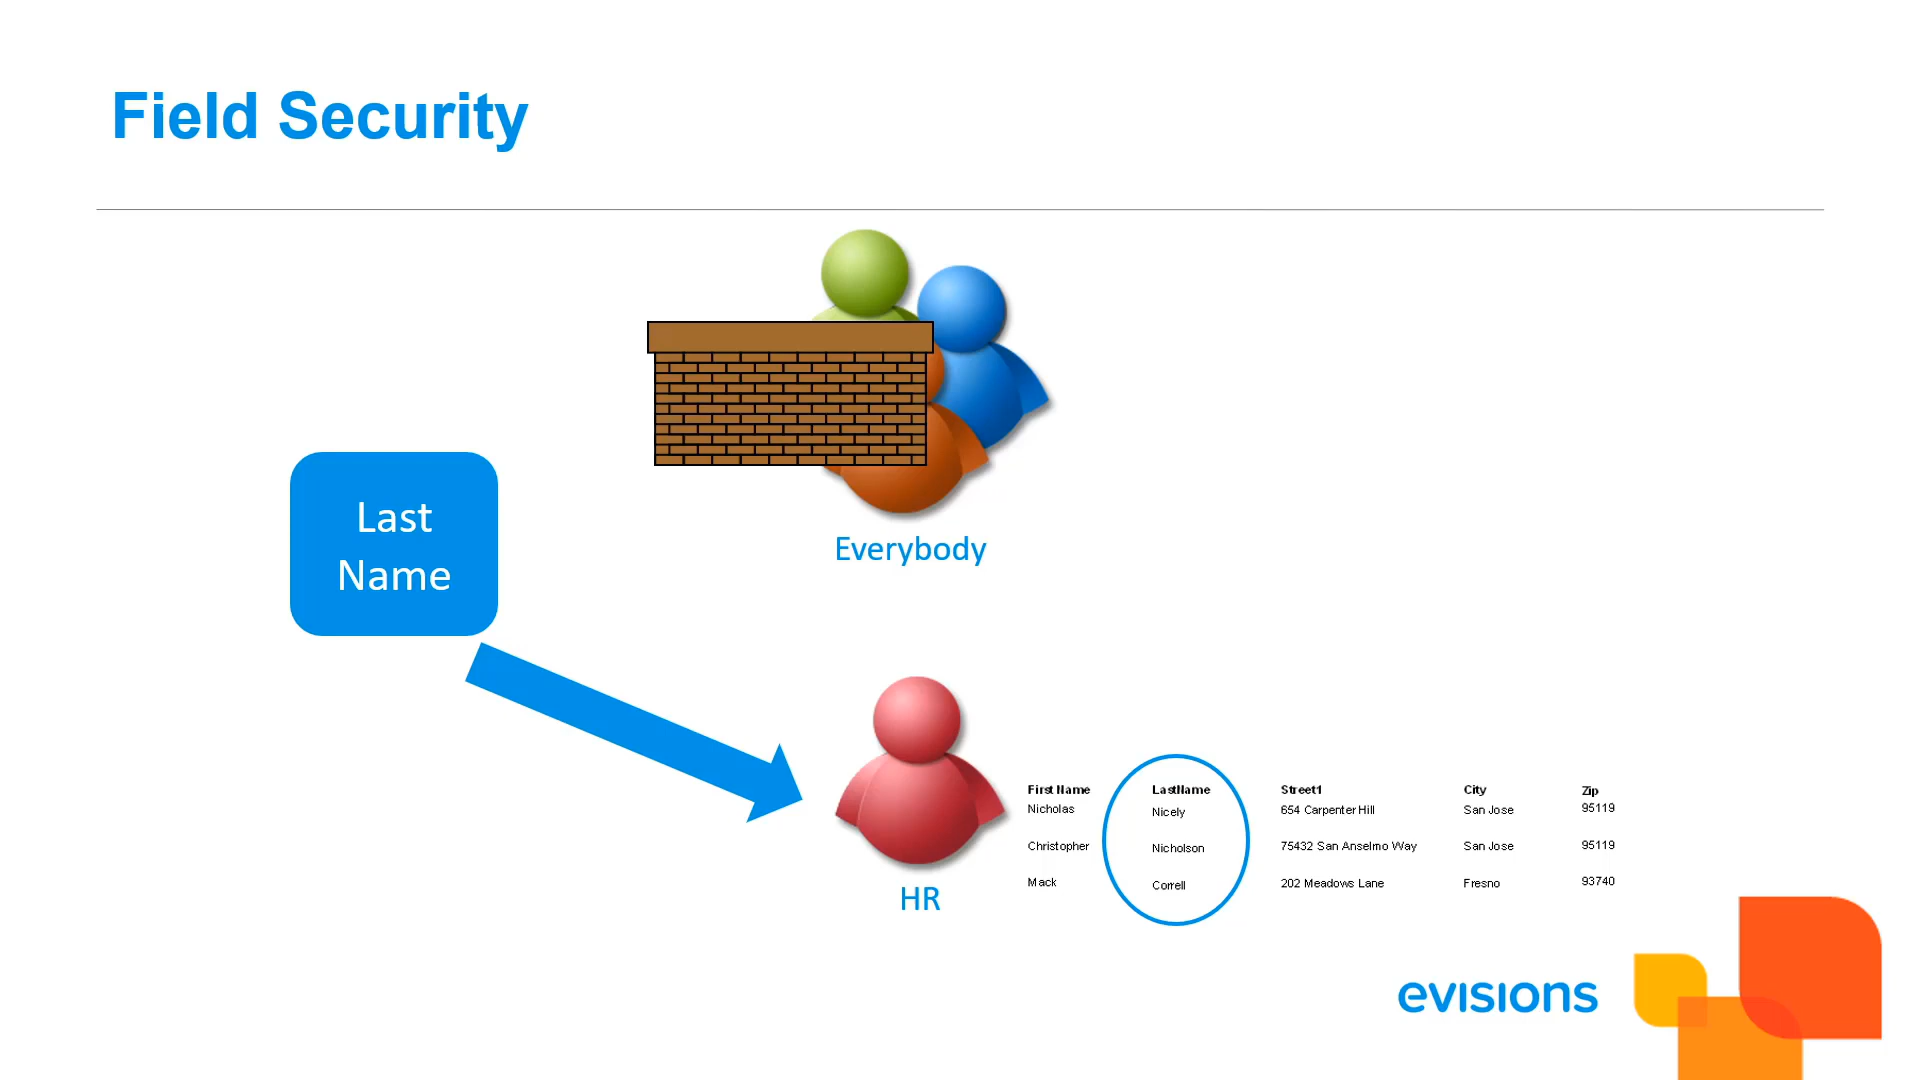 Field Security
Everybody
Last
Name
HR
First Name LastName Street1 City Zip
Nicholas Nicely 654 Carpenter Hill San Jose 95119
Christopher Nicholson 75432 San Anselmo Way San Jose 95119
Mack Correll 202 Meadows Lane Fresno 93740
evisions